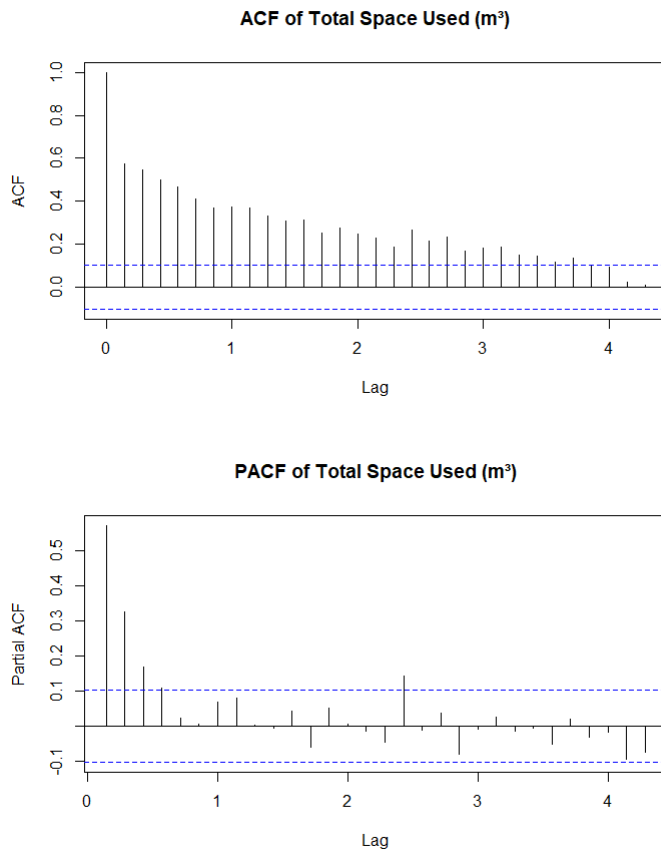 ACF of Total Space Used (m³)
ACF
1.0
0.8
0.6
0.4
0.2
0.0
0 1 2 3 4
Lag
PACF of Total Space Used (m³)
Partial ACF
0.5
0.4
0.3
0.2
0.1
-0.1
0 1 2 3 4
Lag